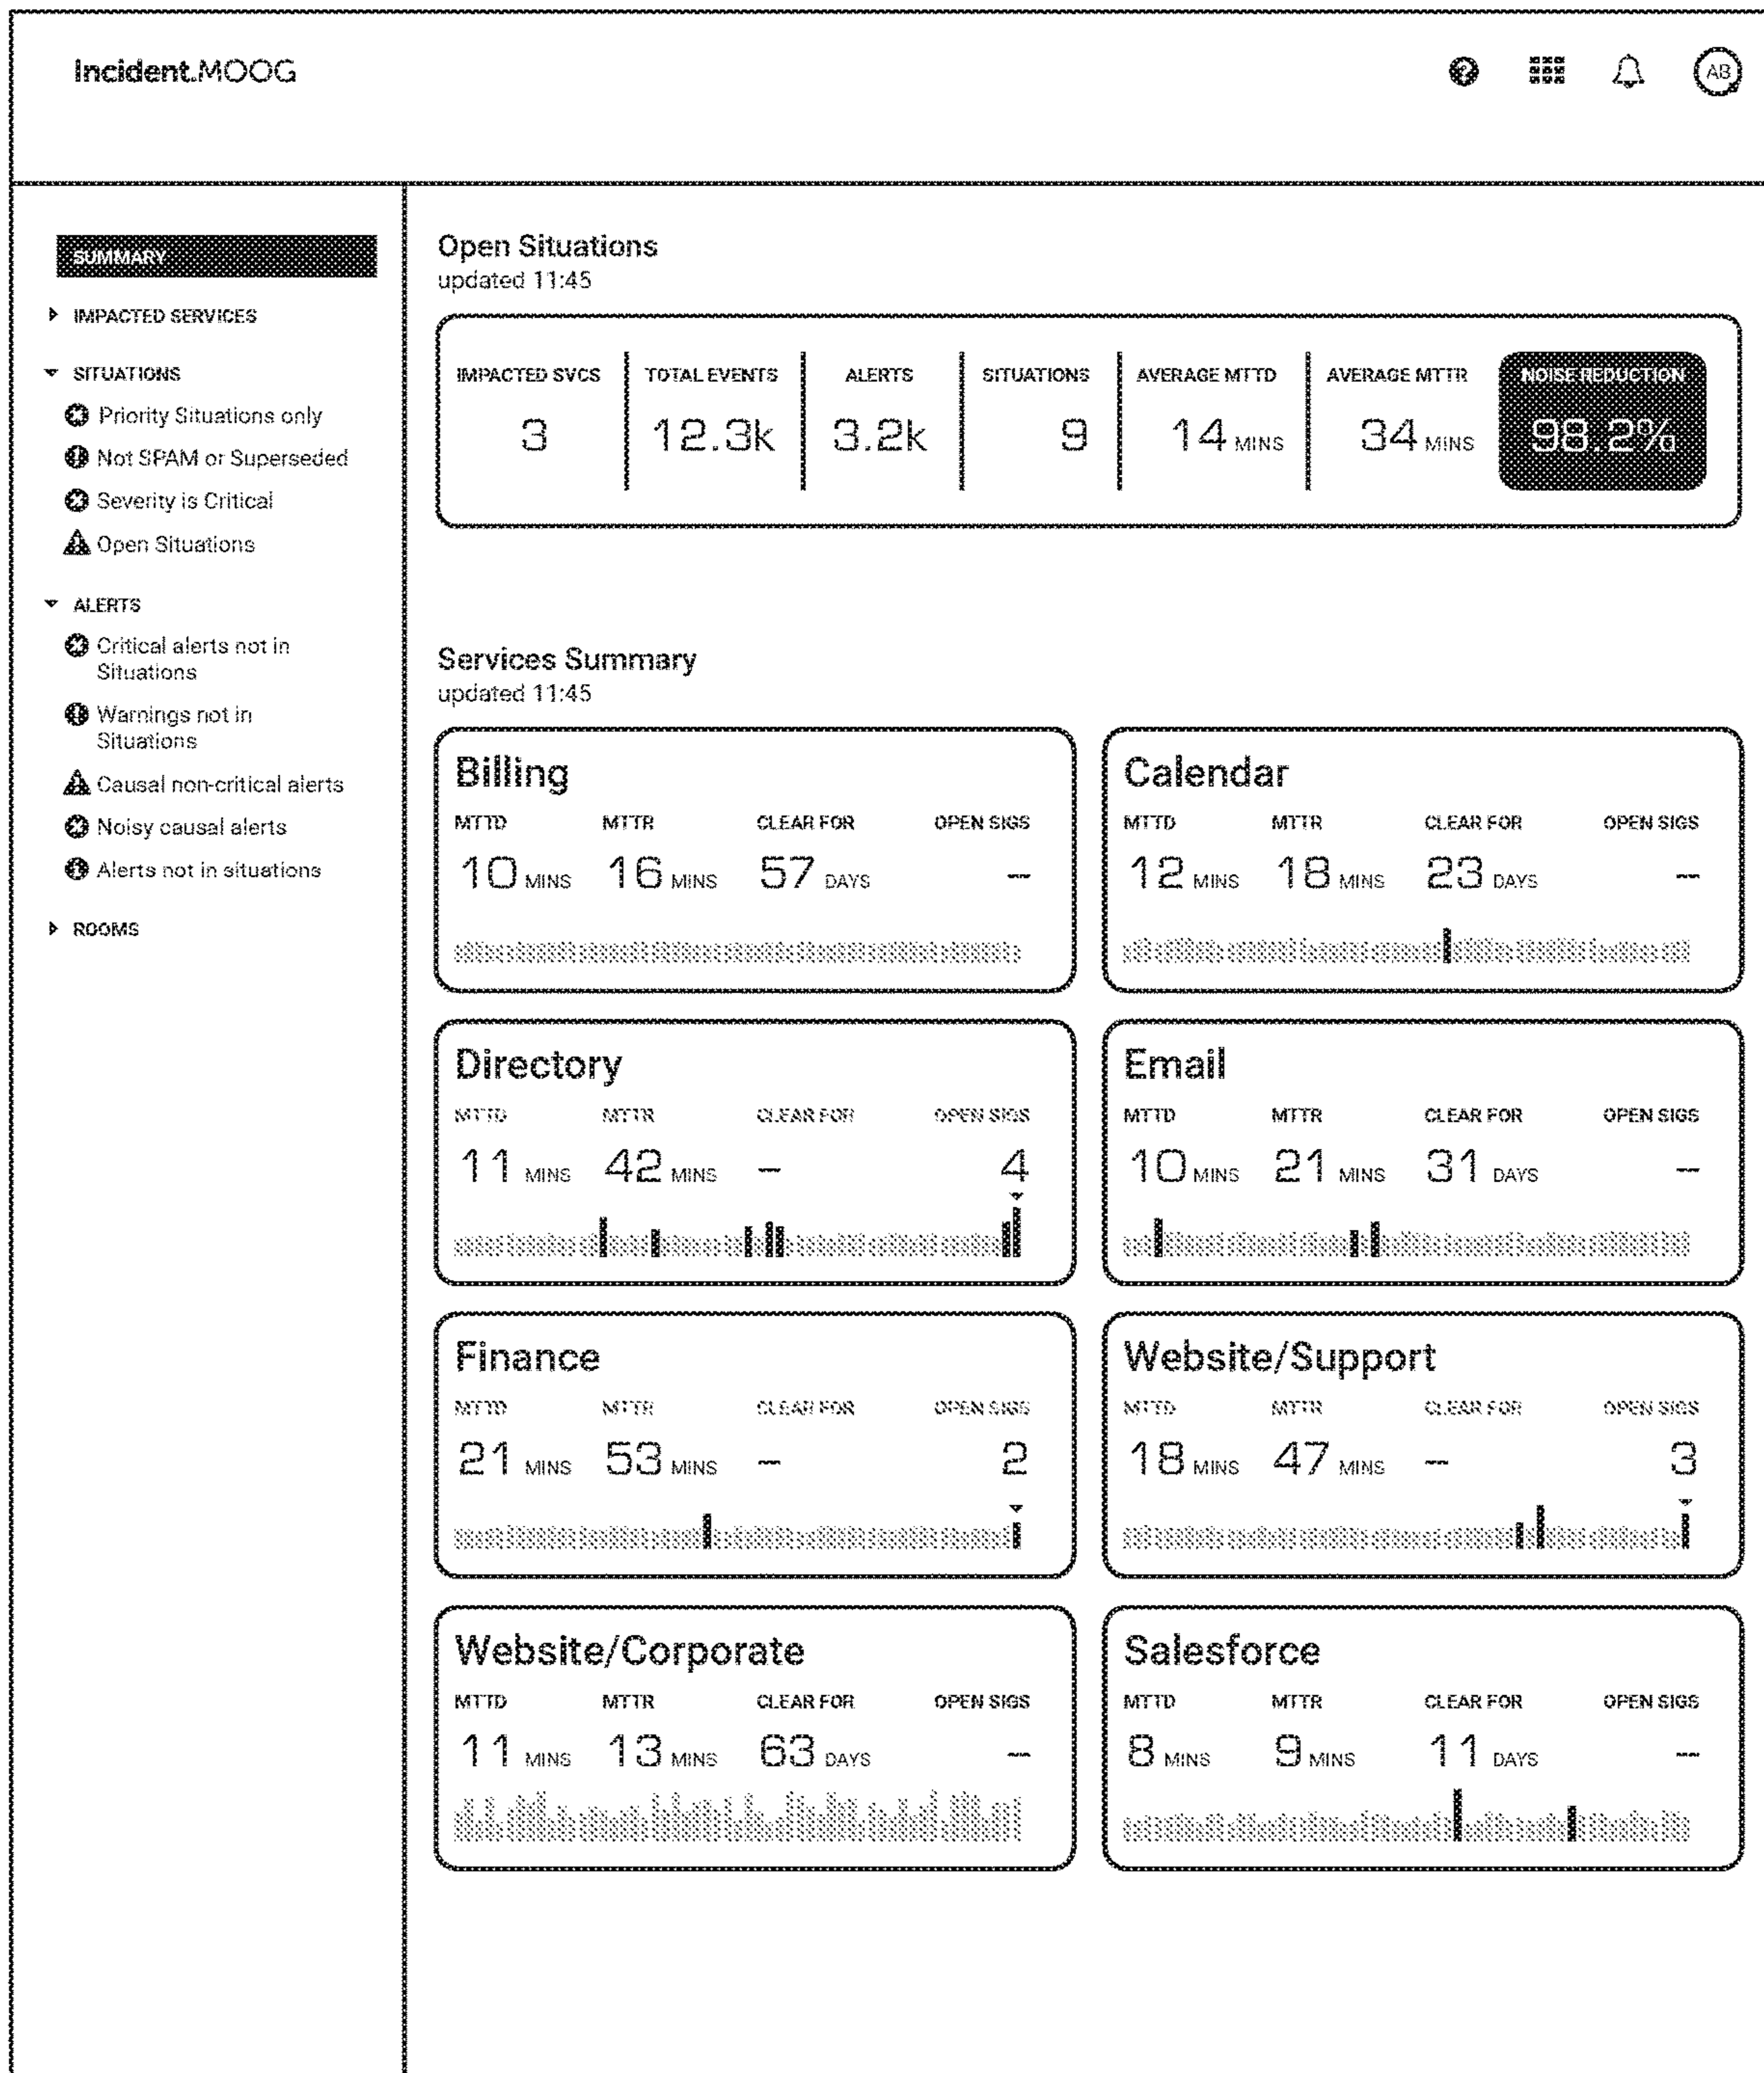 Incident.MOOG
AB
SUMMARY
IMPACTED SERVICES
SITUATIONS
Priority Situations only
Not SPAM or Superseded
Severity is Critical
Open Situations
ALERTS
Critical alerts not in
Situations
Warnings not in
Situations
Causal non-critical alerts
Noisy causal alerts
Alerts not in situations
ROOMS
Open Situations
updated 11:45
IMPACTED SVCS TOTAL EVENTS ALERTS SITUATIONS AVERAGE MTTD AVERAGE MTTR NOISE REDUCTION
3 12.3k 3.2k 9 14 MINS 34 MINS 98.2%
Services Summary
updated 11:45
Billing
MTTD MTTR CLEAR FOR OPEN SIGS
10 MINS 16 MINS 57 DAYS --
Calendar
MTTD MTTR CLEAR FOR OPEN SIGS
12 MINS 18 MINS 23 DAYS --
Directory
MTTD MTTR CLEAR FOR OPEN SIGS
11 MINS 42 MINS -- 4
Email
MTTD MTTR CLEAR FOR OPEN SIGS
10 MINS 21 MINS 31 DAYS --
Finance
MTTD MTTR CLEAR FOR OPEN SIGS
21 MINS 53 MINS -- 2
Website/Support
MTTD MTTR CLEAR FOR OPEN SIGS
18 MINS 47 MINS -- 3
Website/Corporate
MTTD MTTR CLEAR FOR OPEN SIGS
11 MINS 13 MINS 63 DAYS --
Salesforce
MTTD MTTR CLEAR FOR OPEN SIGS
8 MINS 9 MINS 11 DAYS --